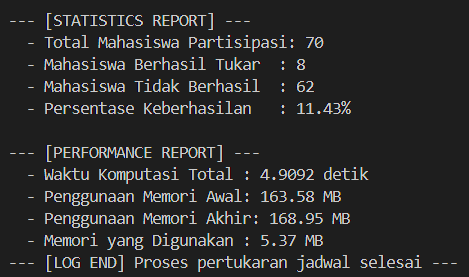 --- [STATISTICS REPORT] ---
- Total Mahasiswa Partisipasi: 70
- Mahasiswa Berhasil Tukar : 8
- Mahasiswa Tidak Berhasil : 62
- Persentase Keberhasilan : 11.43%
--- [PERFORMANCE REPORT] ---
- Waktu Komputasi Total : 4.9092 detik
- Penggunaan Memori Awal: 163.58 MB
- Penggunaan Memori Akhir: 168.95 MB
- Memori yang Digunakan : 5.37 MB
--- [LOG END] Proses pertukaran jadwal selesai ---